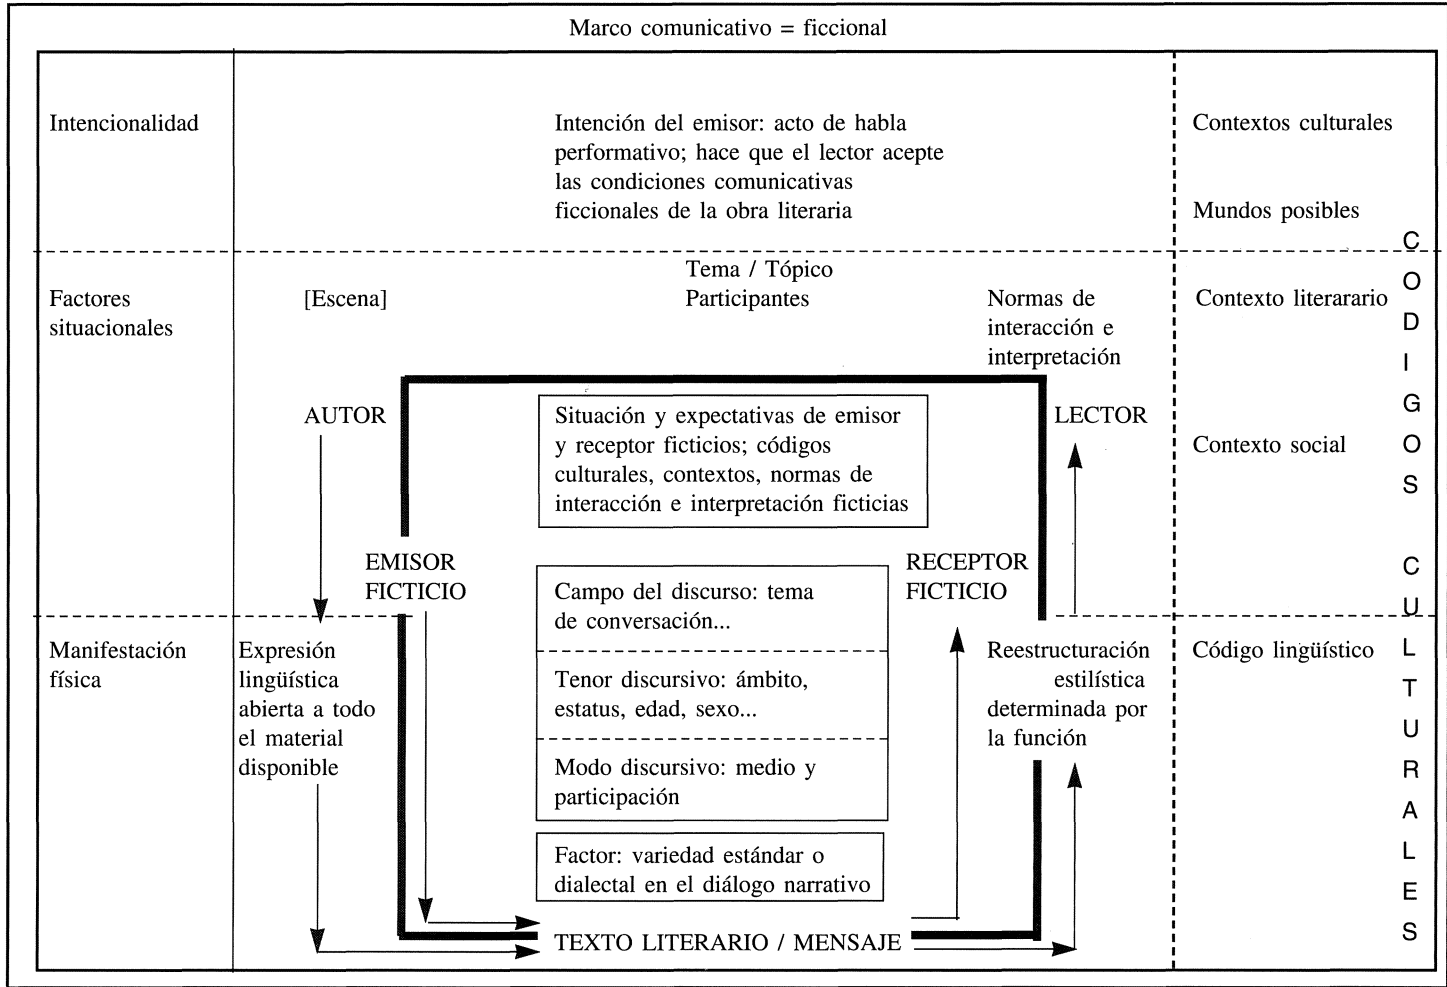 Marco comunicativo = ficcional
Intencionalidad
Intención del emisor: acto de habla
performativo; hace que el lector acepte
las condiciones comunicativas
ficcionales de la obra literaria
Contextos culturales
Mundos posibles
Factores
situacionales
[Escena]
Tema / Tópico
Participantes
Normas de
interacción e
interpretación
Contexto literarario
AUTOR
Situación y expectativas de emisor
y receptor ficticios; códigos
culturales, contextos, normas de
interacción e interpretación ficticias
LECTOR
Contexto social
EMISOR
FICTICIO
RECEPTOR
FICTICIO
Campo del discurso: tema
de conversación...
Manifestación
física
Expresión
lingüística
abierta a todo
el material
disponible
Tenor discursivo: ámbito,
estatus, edad, sexo...
Modo discursivo: medio y
participación
Factor: variedad estándar o
dialectal en el diálogo narrativo
Reestructuración
estilística
determinada por
la función
Código lingüístico
TEXTO LITERARIO / MENSAJE
CODIGOS CULTURALES